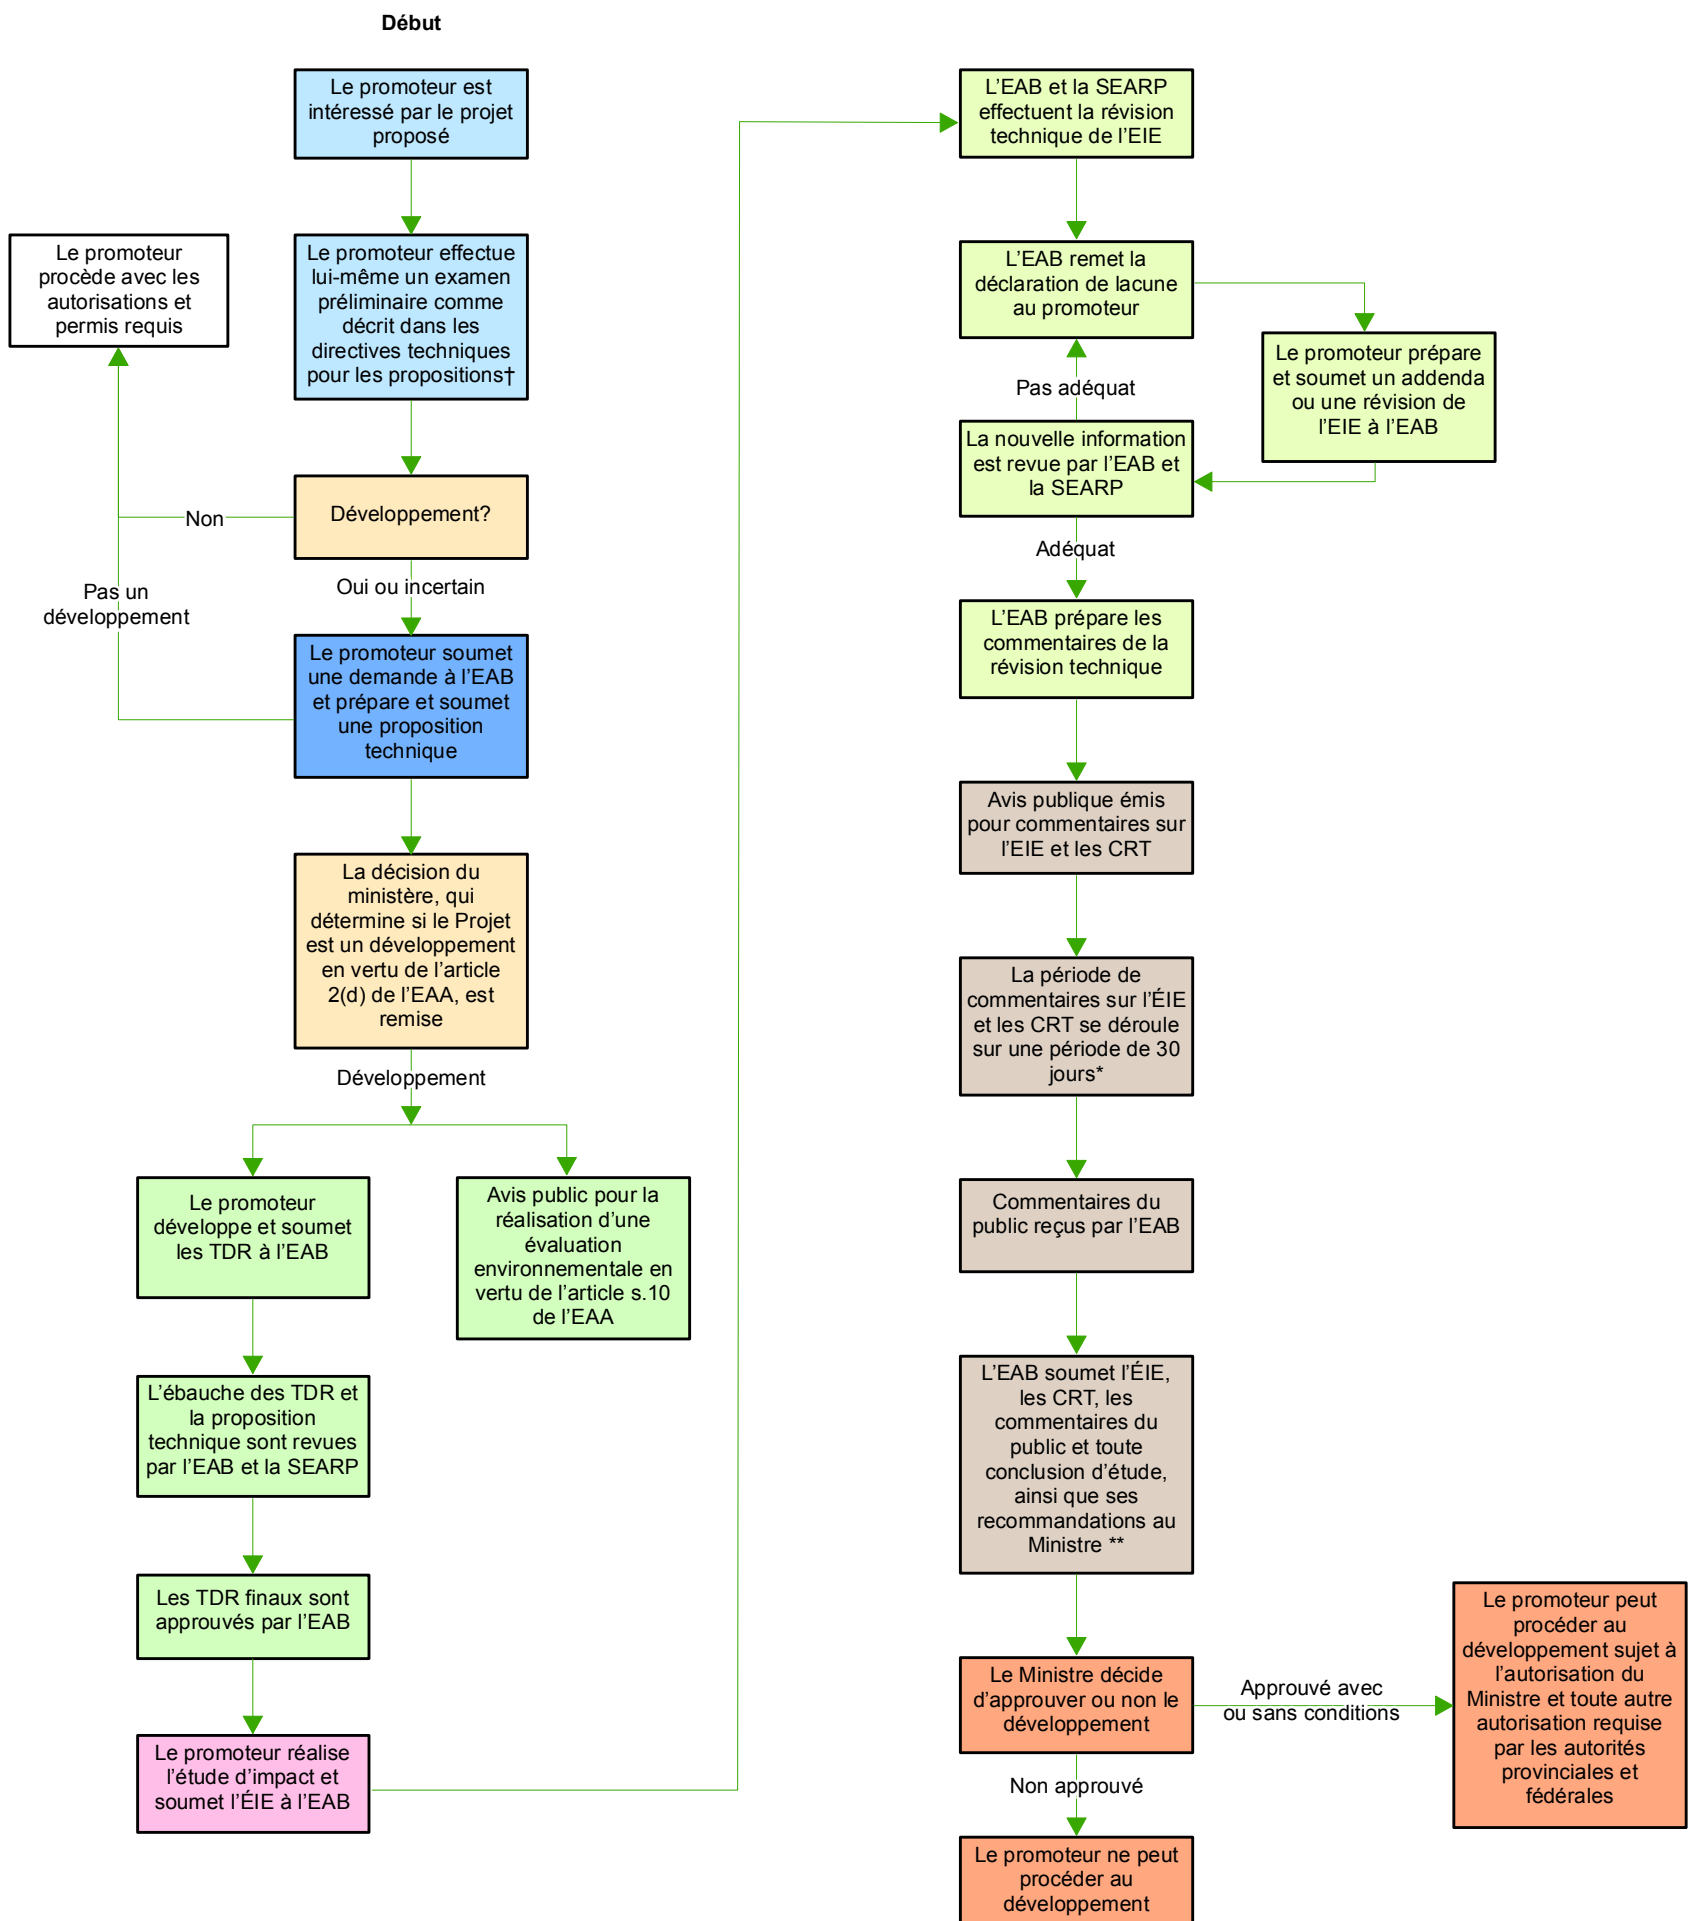 Début
Le promoteur est
intéressé par le projet
proposé
Le promoteur effectue
lui-même un examen
préliminaire comme
décrit dans les
directives techniques
pour les propositions†
Le promoteur
procède avec les
autorisations et
permis requis
Développement?
Non
Oui ou incertain
Pas un
développement
Le promoteur soumet
une demande à l’EAB
et prépare et soumet
une proposition
technique
La décision du
ministère, qui
détermine si le Projet
est un développement
en vertu de l’article
2(d) de l’EAA, est
remise
Développement
Le promoteur
développe et soumet
les TDR à l’EAB
Avis public pour la
réalisation d’une
évaluation
environnementale en
vertu de l’article s.10
de l’EAA
L’ébauche des TDR et
la proposition
technique sont revues
par l’EAB et la SEARP
Les TDR finaux sont
approuvés par l’EAB
Le promoteur réalise
l’étude d’impact et
soumet l’ÉIE à l’EAB
L’EAB et la SEARP
effectuent la révision
technique de l’EIE
L’EAB remet la
déclaration de lacune
au promoteur
Le promoteur prépare
et soumet un addenda
ou une révision de
l’EIE à l’EAB
Pas adéquat
La nouvelle information
est revue par l’EAB et
la SEARP
Adéquat
L’EAB prépare les
commentaires de la
révision technique
Avis publique émis
pour commentaires sur
l’EIE et les CRT
La période de
commentaires sur l’ÉIE
et les CRT se déroule
sur une période de 30
jours*
Commentaires du
public reçus par l’EAB
L’EAB soumet l’ÉIE,
les CRT, les
commentaires du
public et toute
conclusion d’étude,
ainsi que ses
recommandations au
Ministre **
Le Ministre décide
d’approuver ou non le
développement
Approuvé avec
ou sans conditions
Le promoteur peut
procéder au
développement sujet à
l’autorisation du
Ministre et toute autre
autorisation requise
par les autorités
provinciales et
fédérales
Non approuvé
Le promoteur ne peut
procéder au
développement